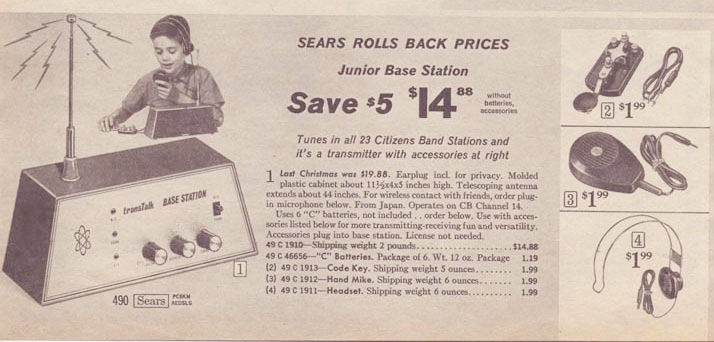 SEARS ROLLS BACK PRICES
Junior Base Station
Save $5 $14⁸⁸ without batteries, accessories
Tunes in all 23 Citizens Band Stations and
it's a transmitter with accessories at right
1 Last Christmas was $19.88. Earplug incl. for privacy. Molded
plastic cabinet about 11½x4x5 inches high. Telescoping antenna
extends about 44 inches. For wireless contact with friends, order plug-
in microphone below. From Japan. Operates on CB Channel 14.
Uses 6 "C" batteries, not included . . order below. Use with acces-
sories listed below for more transmitting-receiving fun and versatility.
Accessories plug into base station. License not needed.
49 C 1910—Shipping weight 2 pounds..................$14.88
49 C 46656—"C" Batteries. Package of 6. Wt. 12 oz. Package 1.19
(2) 49 C 1913—Code Key. Shipping weight 5 ounces......... 1.99
(3) 49 C 1912—Hand Mike. Shipping weight 6 ounces....... 1.99
(4) 49 C 1911—Headset. Shipping weight 6 ounces......... 1.99
transTalk BASE STATION
1
490 Sears PCBKM
AEDSLG
2 $1⁹⁹
3 $1⁹⁹
4
$1⁹⁹